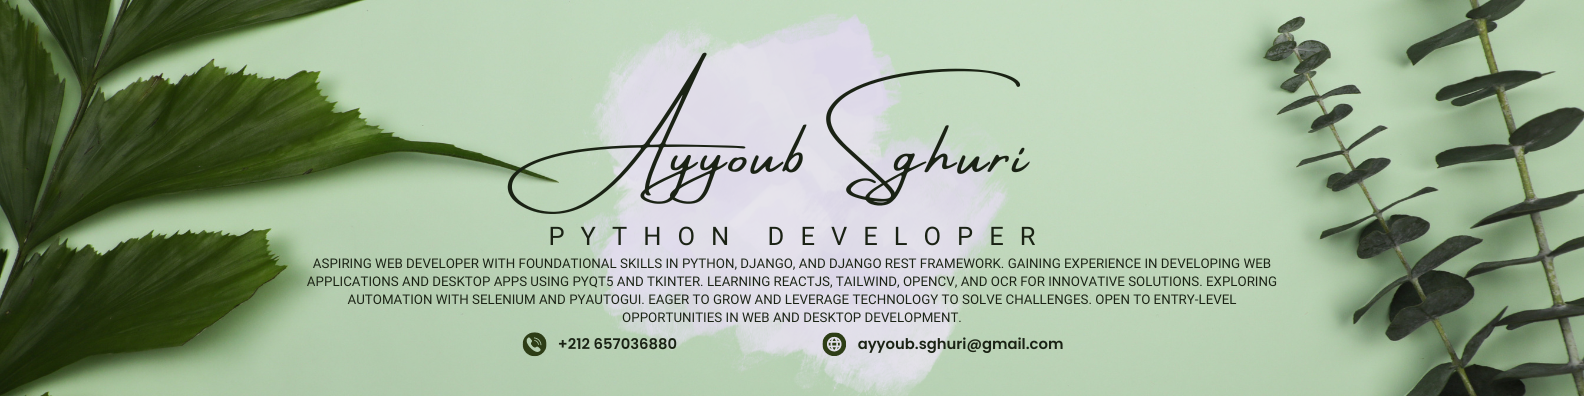 Ayyoub Sghuri
PYTHON DEVELOPER
ASPIRING WEB DEVELOPER WITH FOUNDATIONAL SKILLS IN PYTHON, DJANGO, AND DJANGO REST FRAMEWORK. GAINING EXPERIENCE IN DEVELOPING WEB
APPLICATIONS AND DESKTOP APPS USING PYQT5 AND TKINTER. LEARNING REACTJS, TAILWIND, OPENCV, AND OCR FOR INNOVATIVE SOLUTIONS. EXPLORING
AUTOMATION WITH SELENIUM AND PYAUTOGUI. EAGER TO GROW AND LEVERAGE TECHNOLOGY TO SOLVE CHALLENGES. OPEN TO ENTRY-LEVEL
OPPORTUNITIES IN WEB AND DESKTOP DEVELOPMENT.
+212 657036880 ayyoub.sghuri@gmail.com